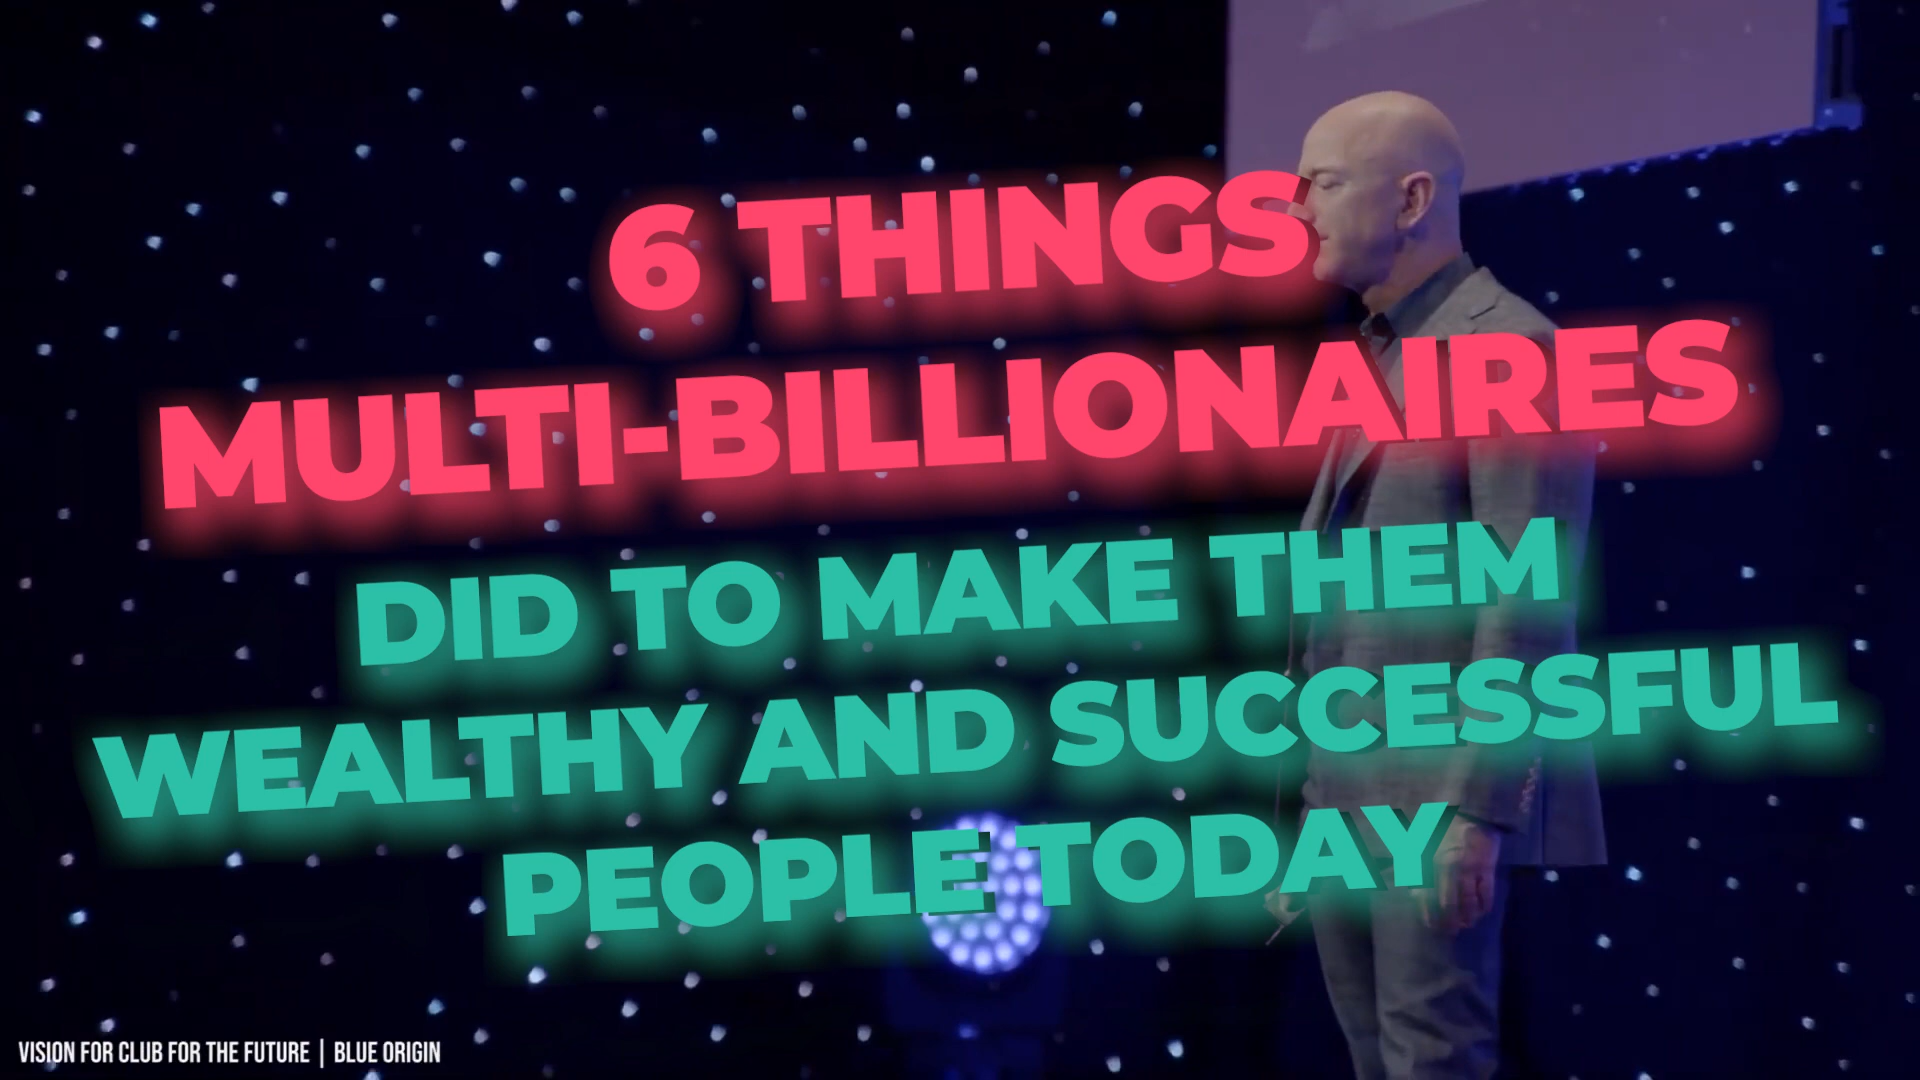 6 THINGS
MULTI-BILLIONAIRES
DID TO MAKE THEM
WEALTHY AND SUCCESSFUL
PEOPLE TODAY
VISION FOR CLUB FOR THE FUTURE | BLUE ORIGIN